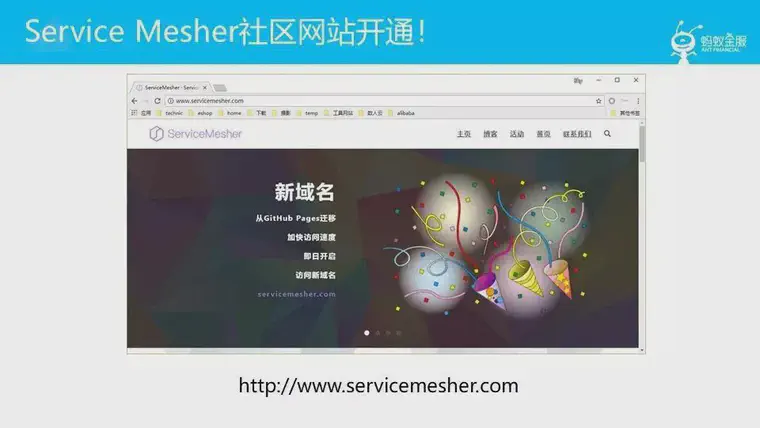 Service Mesher社区网站开通！
蚂蚁金服
ANT FINANCIAL
ServiceMesher - Servic
www.servicemesher.com
应用 technic eshop home 下载 摄影 temp 工具网站 敖人云 alibaba 其他书签
ServiceMesher
主页 博客 活动 首页 联系我们
新域名
从GitHub Pages迁移
加快访问速度
即日开启
访问新域名
servicemesher.com
http://www.servicemesher.com